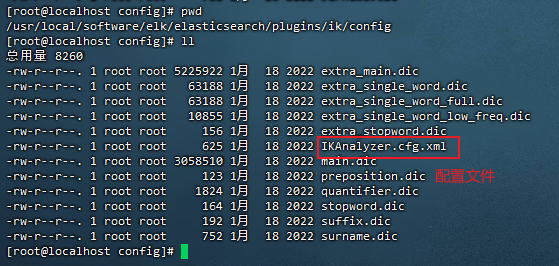 [root@localhost config]# pwd
/usr/local/software/elk/elasticsearch/plugins/ik/config
[root@localhost config]# ll
总用量 8260
-rw-r--r--. 1 root root 5225922 1月  18 2022 extra_main.dic
-rw-r--r--. 1 root root   63188 1月  18 2022 extra_single_word.dic
-rw-r--r--. 1 root root   63188 1月  18 2022 extra_single_word_full.dic
-rw-r--r--. 1 root root   10855 1月  18 2022 extra_single_word_low_freq.dic
-rw-r--r--. 1 root root     156 1月  18 2022 extra_stopword.dic
-rw-r--r--. 1 root root     625 1月  18 2022 IKAnalyzer.cfg.xml
-rw-r--r--. 1 root root 3058510 1月  18 2022 main.dic
-rw-r--r--. 1 root root     123 1月  18 2022 preposition.dic 配置文件
-rw-r--r--. 1 root root    1824 1月  18 2022 quantifier.dic
-rw-r--r--. 1 root root     164 1月  18 2022 stopword.dic
-rw-r--r--. 1 root root     192 1月  18 2022 suffix.dic
-rw-r--r--. 1 root root     752 1月  18 2022 surname.dic
[root@localhost config]#